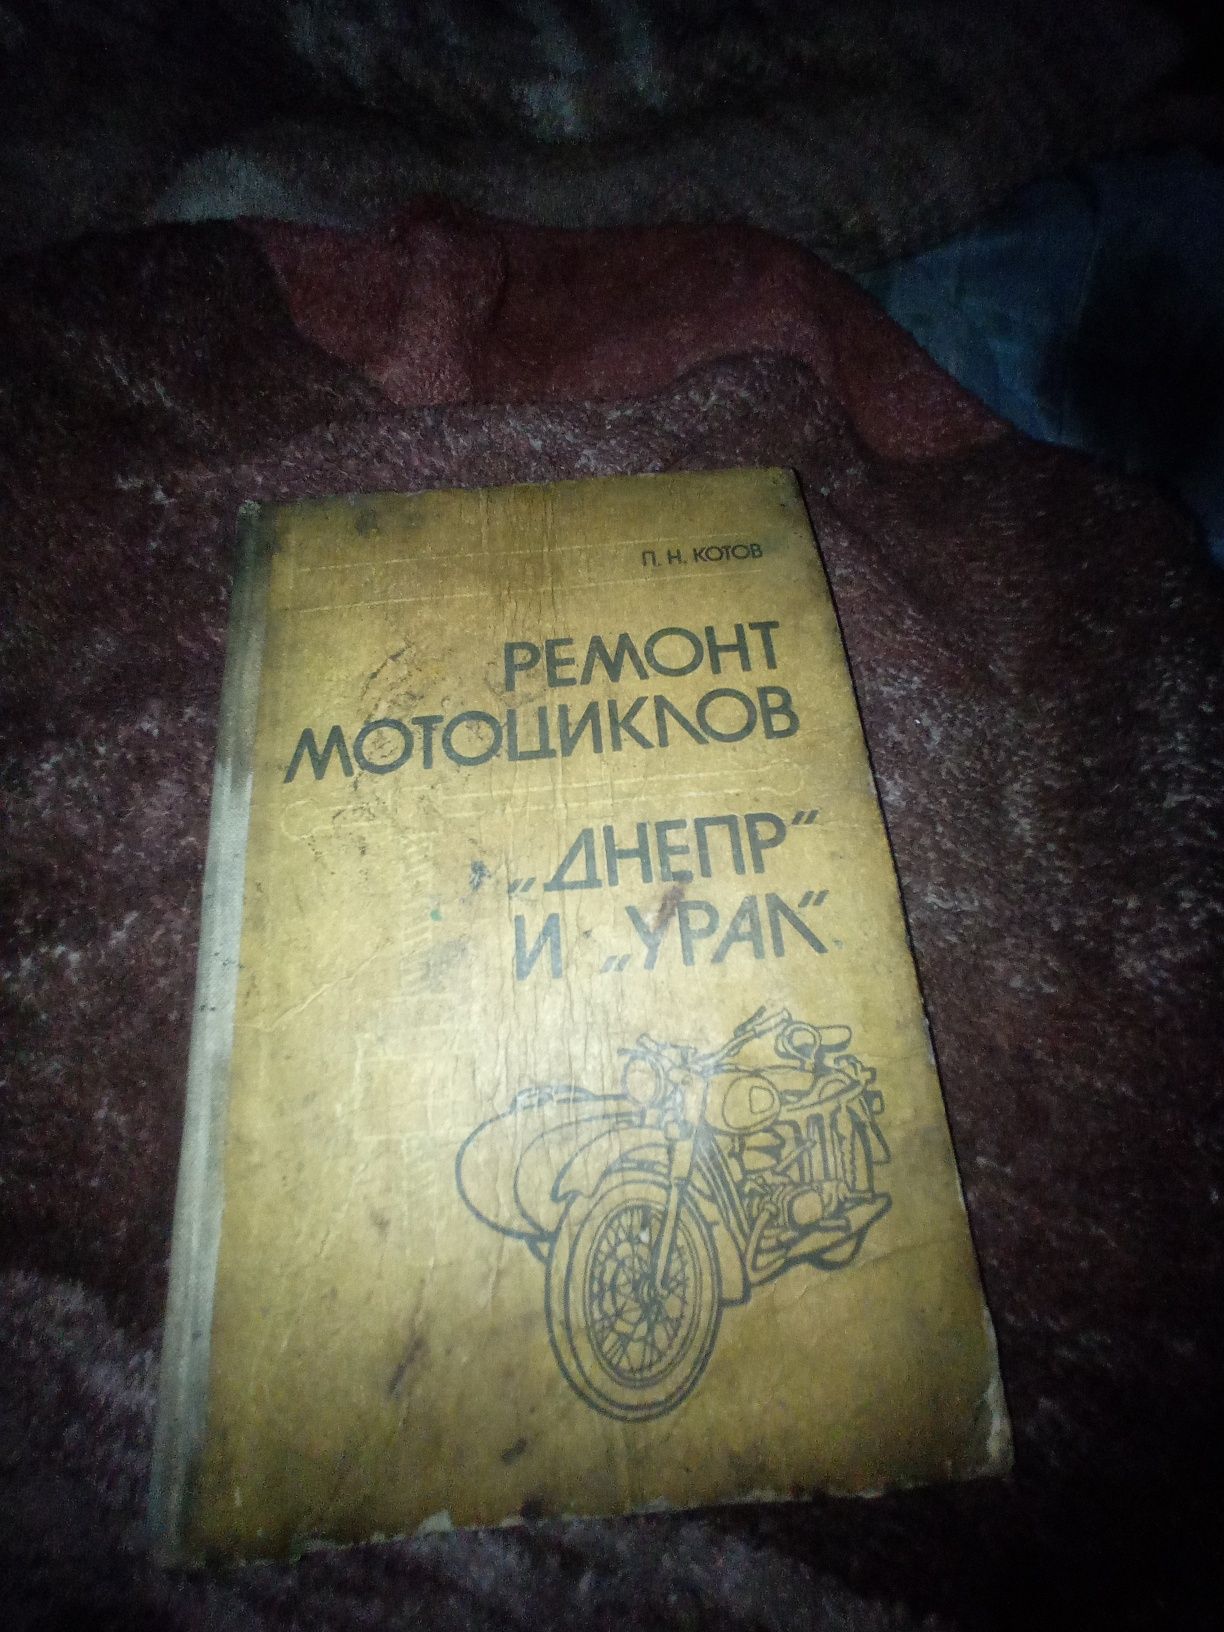 П. Н. КОТОВ
РЕМОНТ
МОТОЦИКЛОВ
„ДНЕПР“
И „УРАЛ“